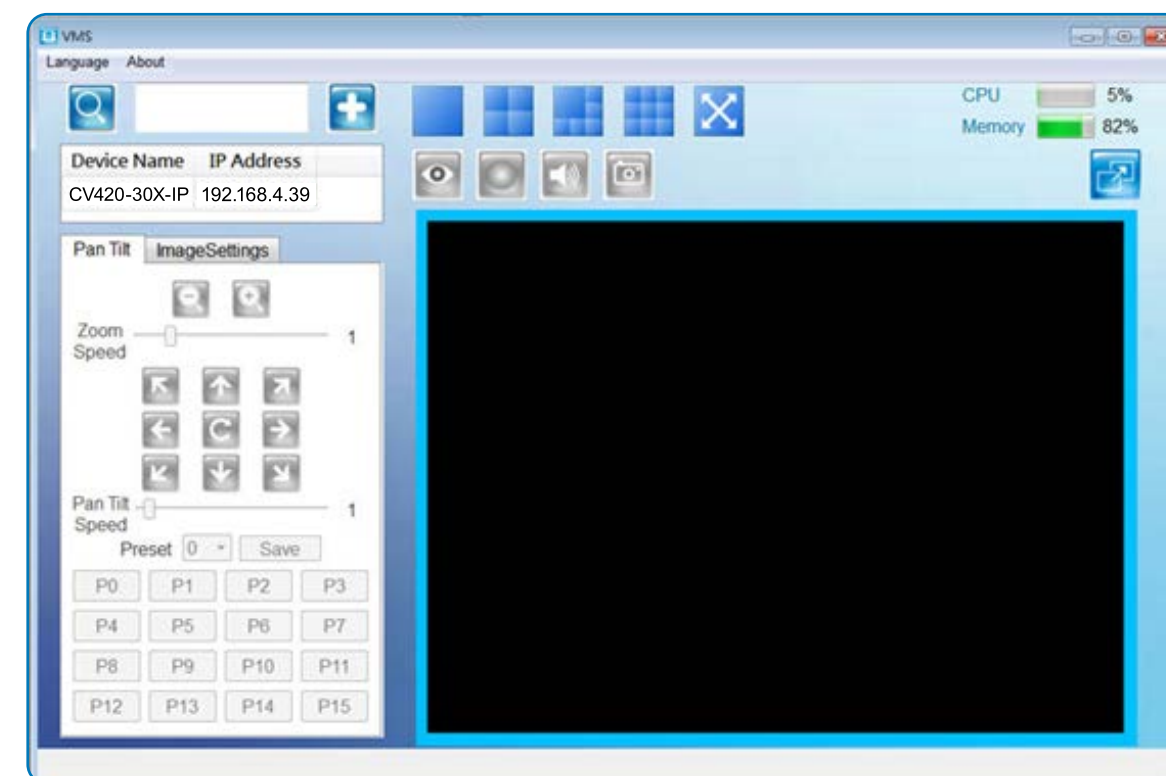 VMS
Language About
CPU 5%
Memory 82%
Device Name IP Address
CV420-30X-IP 192.168.4.39
Pan Tilt ImageSettings
Zoom
Speed
1
Pan Tilt
Speed
1
Preset 0 Save
P0 P1 P2 P3
P4 P5 P6 P7
P8 P9 P10 P11
P12 P13 P14 P15